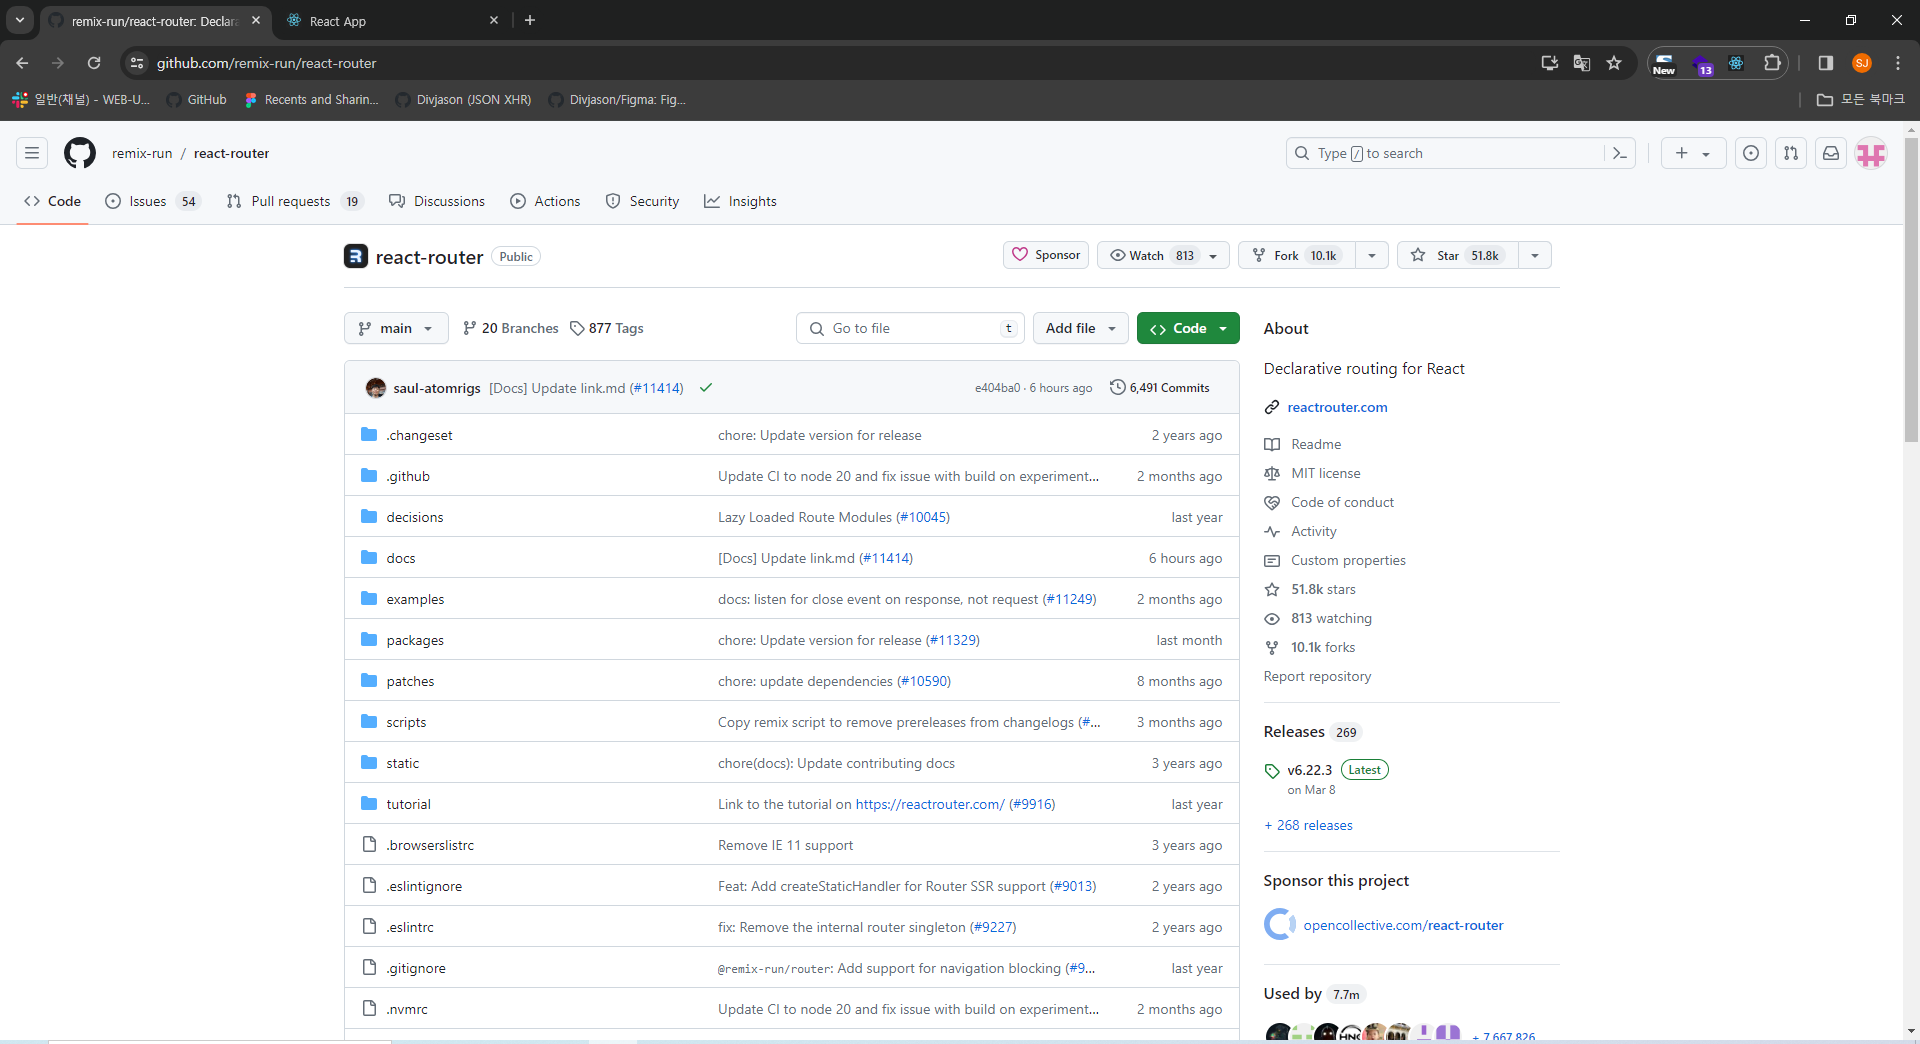 remix-run/react-router: Declara
React App
github.com/remix-run/react-router
New
13
SJ
일반(채널) - WEB-U...
GitHub
Recents and Sharin...
Divjason (JSON XHR)
Divjason/Figma: Fig...
모든 북마크
remix-run / react-router
Type / to search
Code
Issues 54
Pull requests 19
Discussions
Actions
Security
Insights
react-router Public
Sponsor
Watch 813
Fork 10.1k
Star 51.8k
main
20 Branches
877 Tags
Go to file t
Add file
Code
saul-atomrigs [Docs] Update link.md (#11414)
e404ba0 · 6 hours ago
6,491 Commits
.changeset chore: Update version for release 2 years ago
.github Update CI to node 20 and fix issue with build on experiment... 2 months ago
decisions Lazy Loaded Route Modules (#10045) last year
docs [Docs] Update link.md (#11414) 6 hours ago
examples docs: listen for close event on response, not request (#11249) 2 months ago
packages chore: Update version for release (#11329) last month
patches chore: update dependencies (#10590) 8 months ago
scripts Copy remix script to remove prereleases from changelogs (#... 3 months ago
static chore(docs): Update contributing docs 3 years ago
tutorial Link to the tutorial on https://reactrouter.com/ (#9916) last year
.browserslistrc Remove IE 11 support 3 years ago
.eslintignore Feat: Add createStaticHandler for Router SSR support (#9013) 2 years ago
.eslintrc fix: Remove the internal router singleton (#9227) 2 years ago
.gitignore @remix-run/router: Add support for navigation blocking (#9... last year
.nvmrc Update CI to node 20 and fix issue with build on experiment... 2 months ago
About
Declarative routing for React
reactrouter.com
Readme
MIT license
Code of conduct
Activity
Custom properties
51.8k stars
813 watching
10.1k forks
Report repository
Releases 269
v6.22.3 Latest
on Mar 8
+ 268 releases
Sponsor this project
opencollective.com/react-router
Used by 7.7m
+ 7,667,826